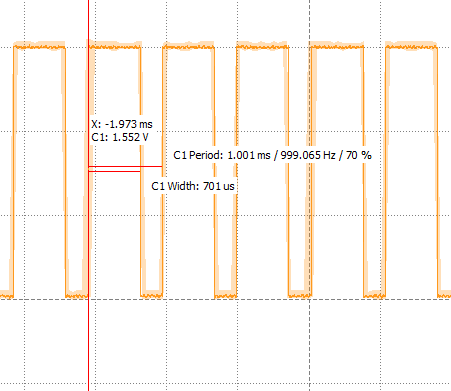 X: -1.973 ms
C1: 1.552 V
C1 Period: 1.001 ms / 999.065 Hz / 70 %
C1 Width: 701 us